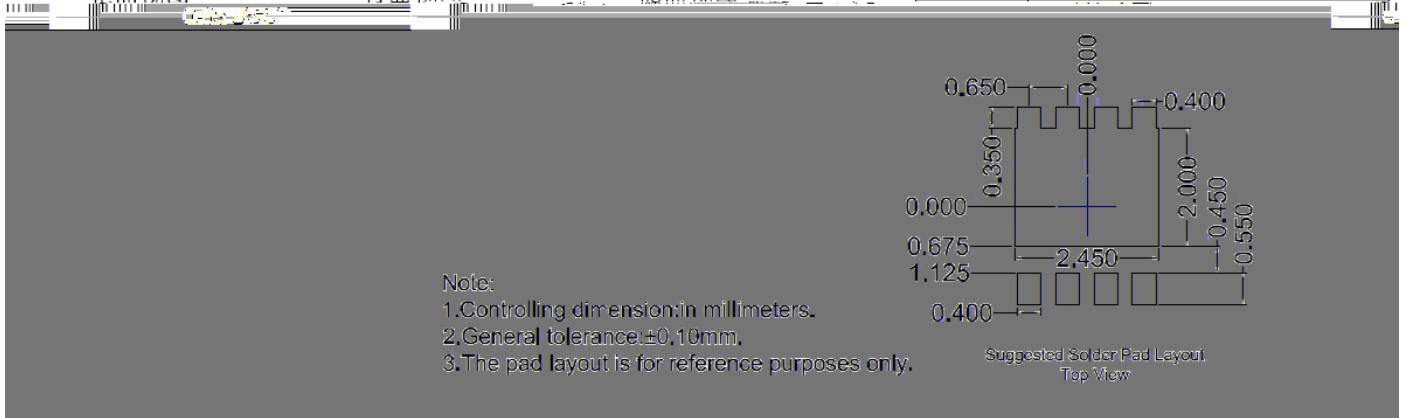 0.000
0.650
0.400
0.350
2.000
0.450
0.550
0.000
0.675
2.450
1.125
0.400
Note:
1.Controlling dimension:in millimeters.
2.General tolerance:±0.10mm.
3.The pad layout is for reference purposes only.
Suggested Solder Pad Layout
Top View